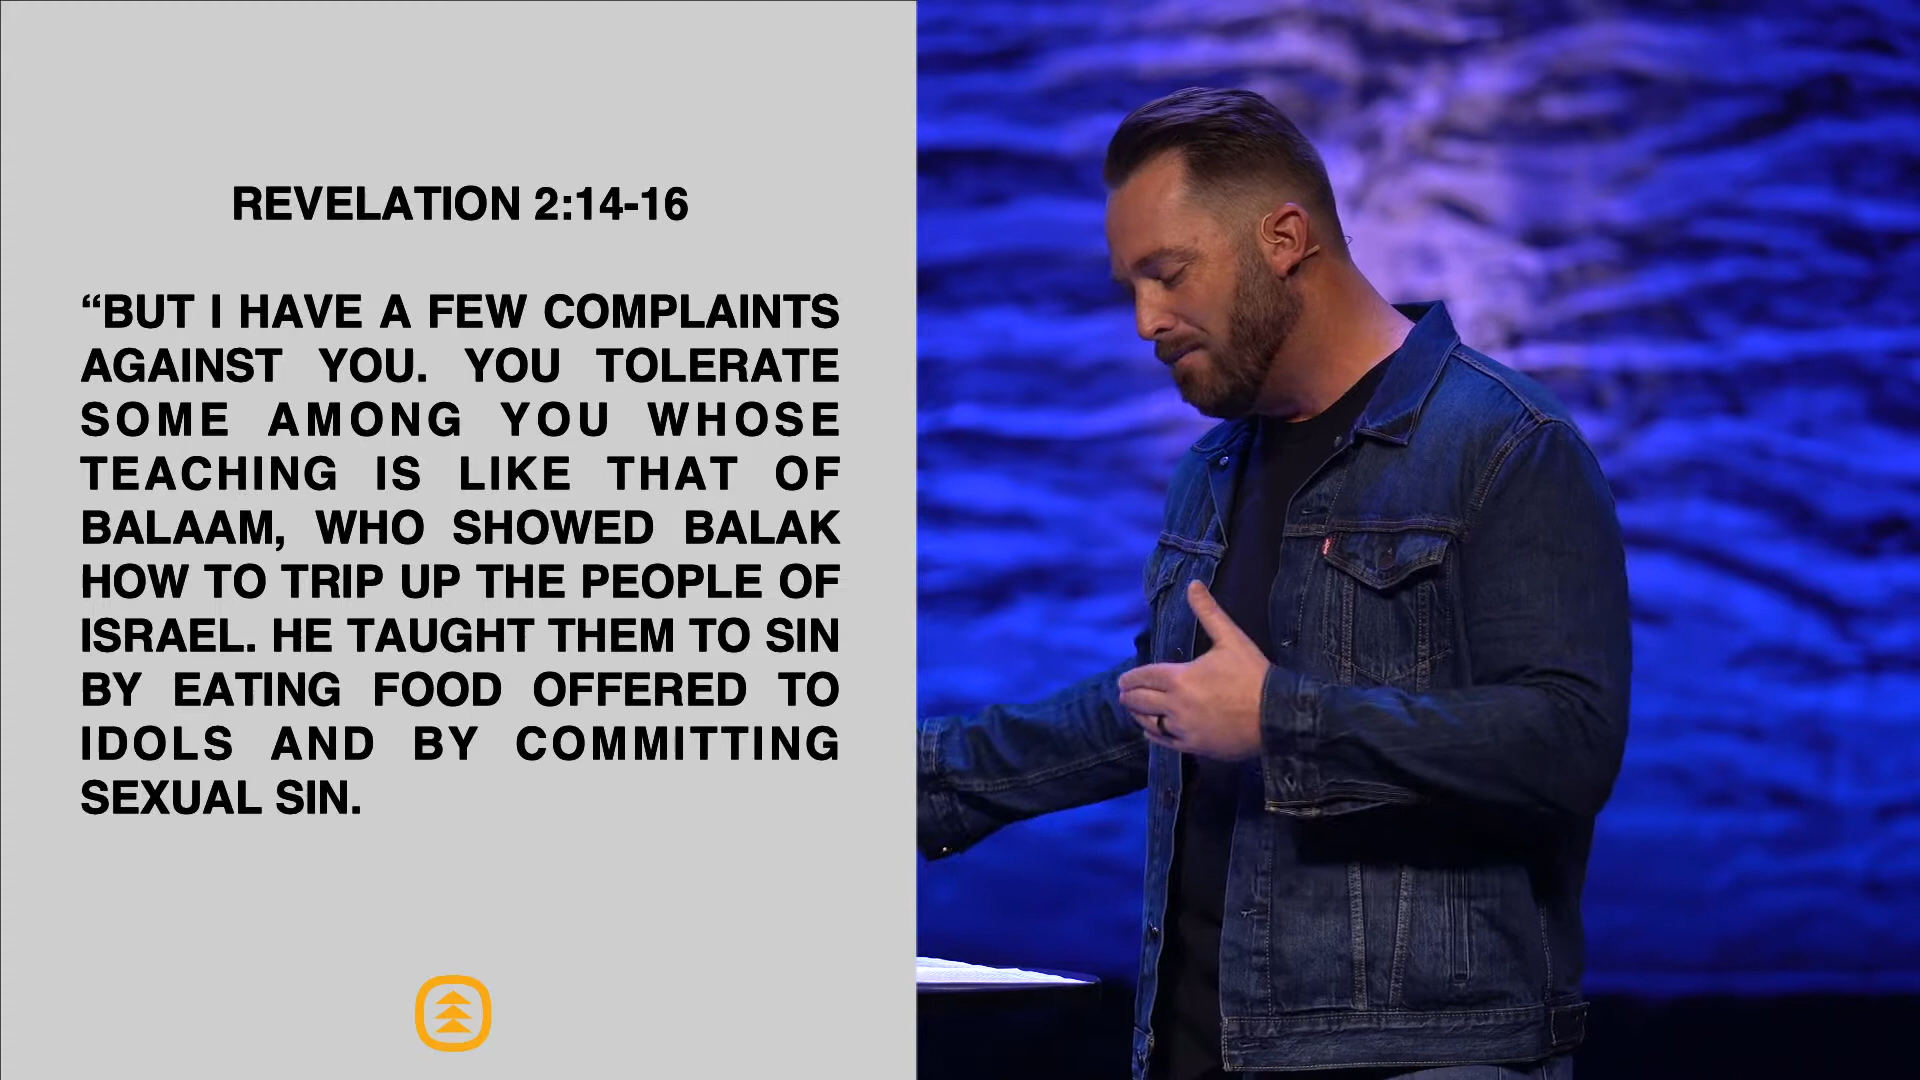 REVELATION 2:14-16
“BUT I HAVE A FEW COMPLAINTS
AGAINST YOU. YOU TOLERATE
SOME AMONG YOU WHOSE
TEACHING IS LIKE THAT OF
BALAAM, WHO SHOWED BALAK
HOW TO TRIP UP THE PEOPLE OF
ISRAEL. HE TAUGHT THEM TO SIN
BY EATING FOOD OFFERED TO
IDOLS AND BY COMMITTING
SEXUAL SIN.